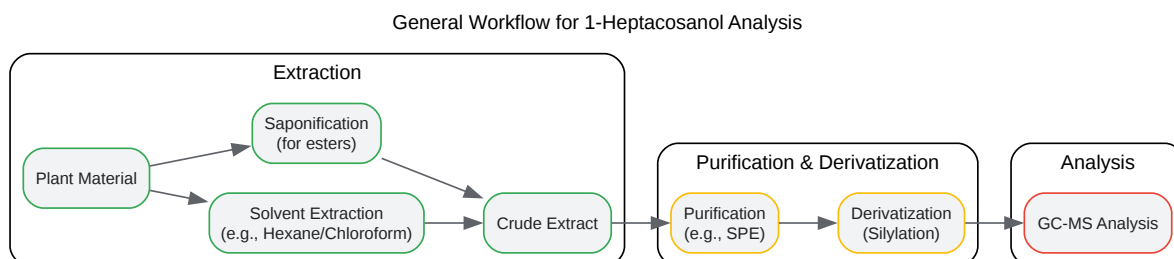 General Workflow for 1-Heptacosanol Analysis
Extraction
Plant Material
Saponification
(for esters)
Solvent Extraction
(e.g., Hexane/Chloroform)
Crude Extract
Purification & Derivatization
Purification
(e.g., SPE)
Derivatization
(Silylation)
Analysis
GC-MS Analysis